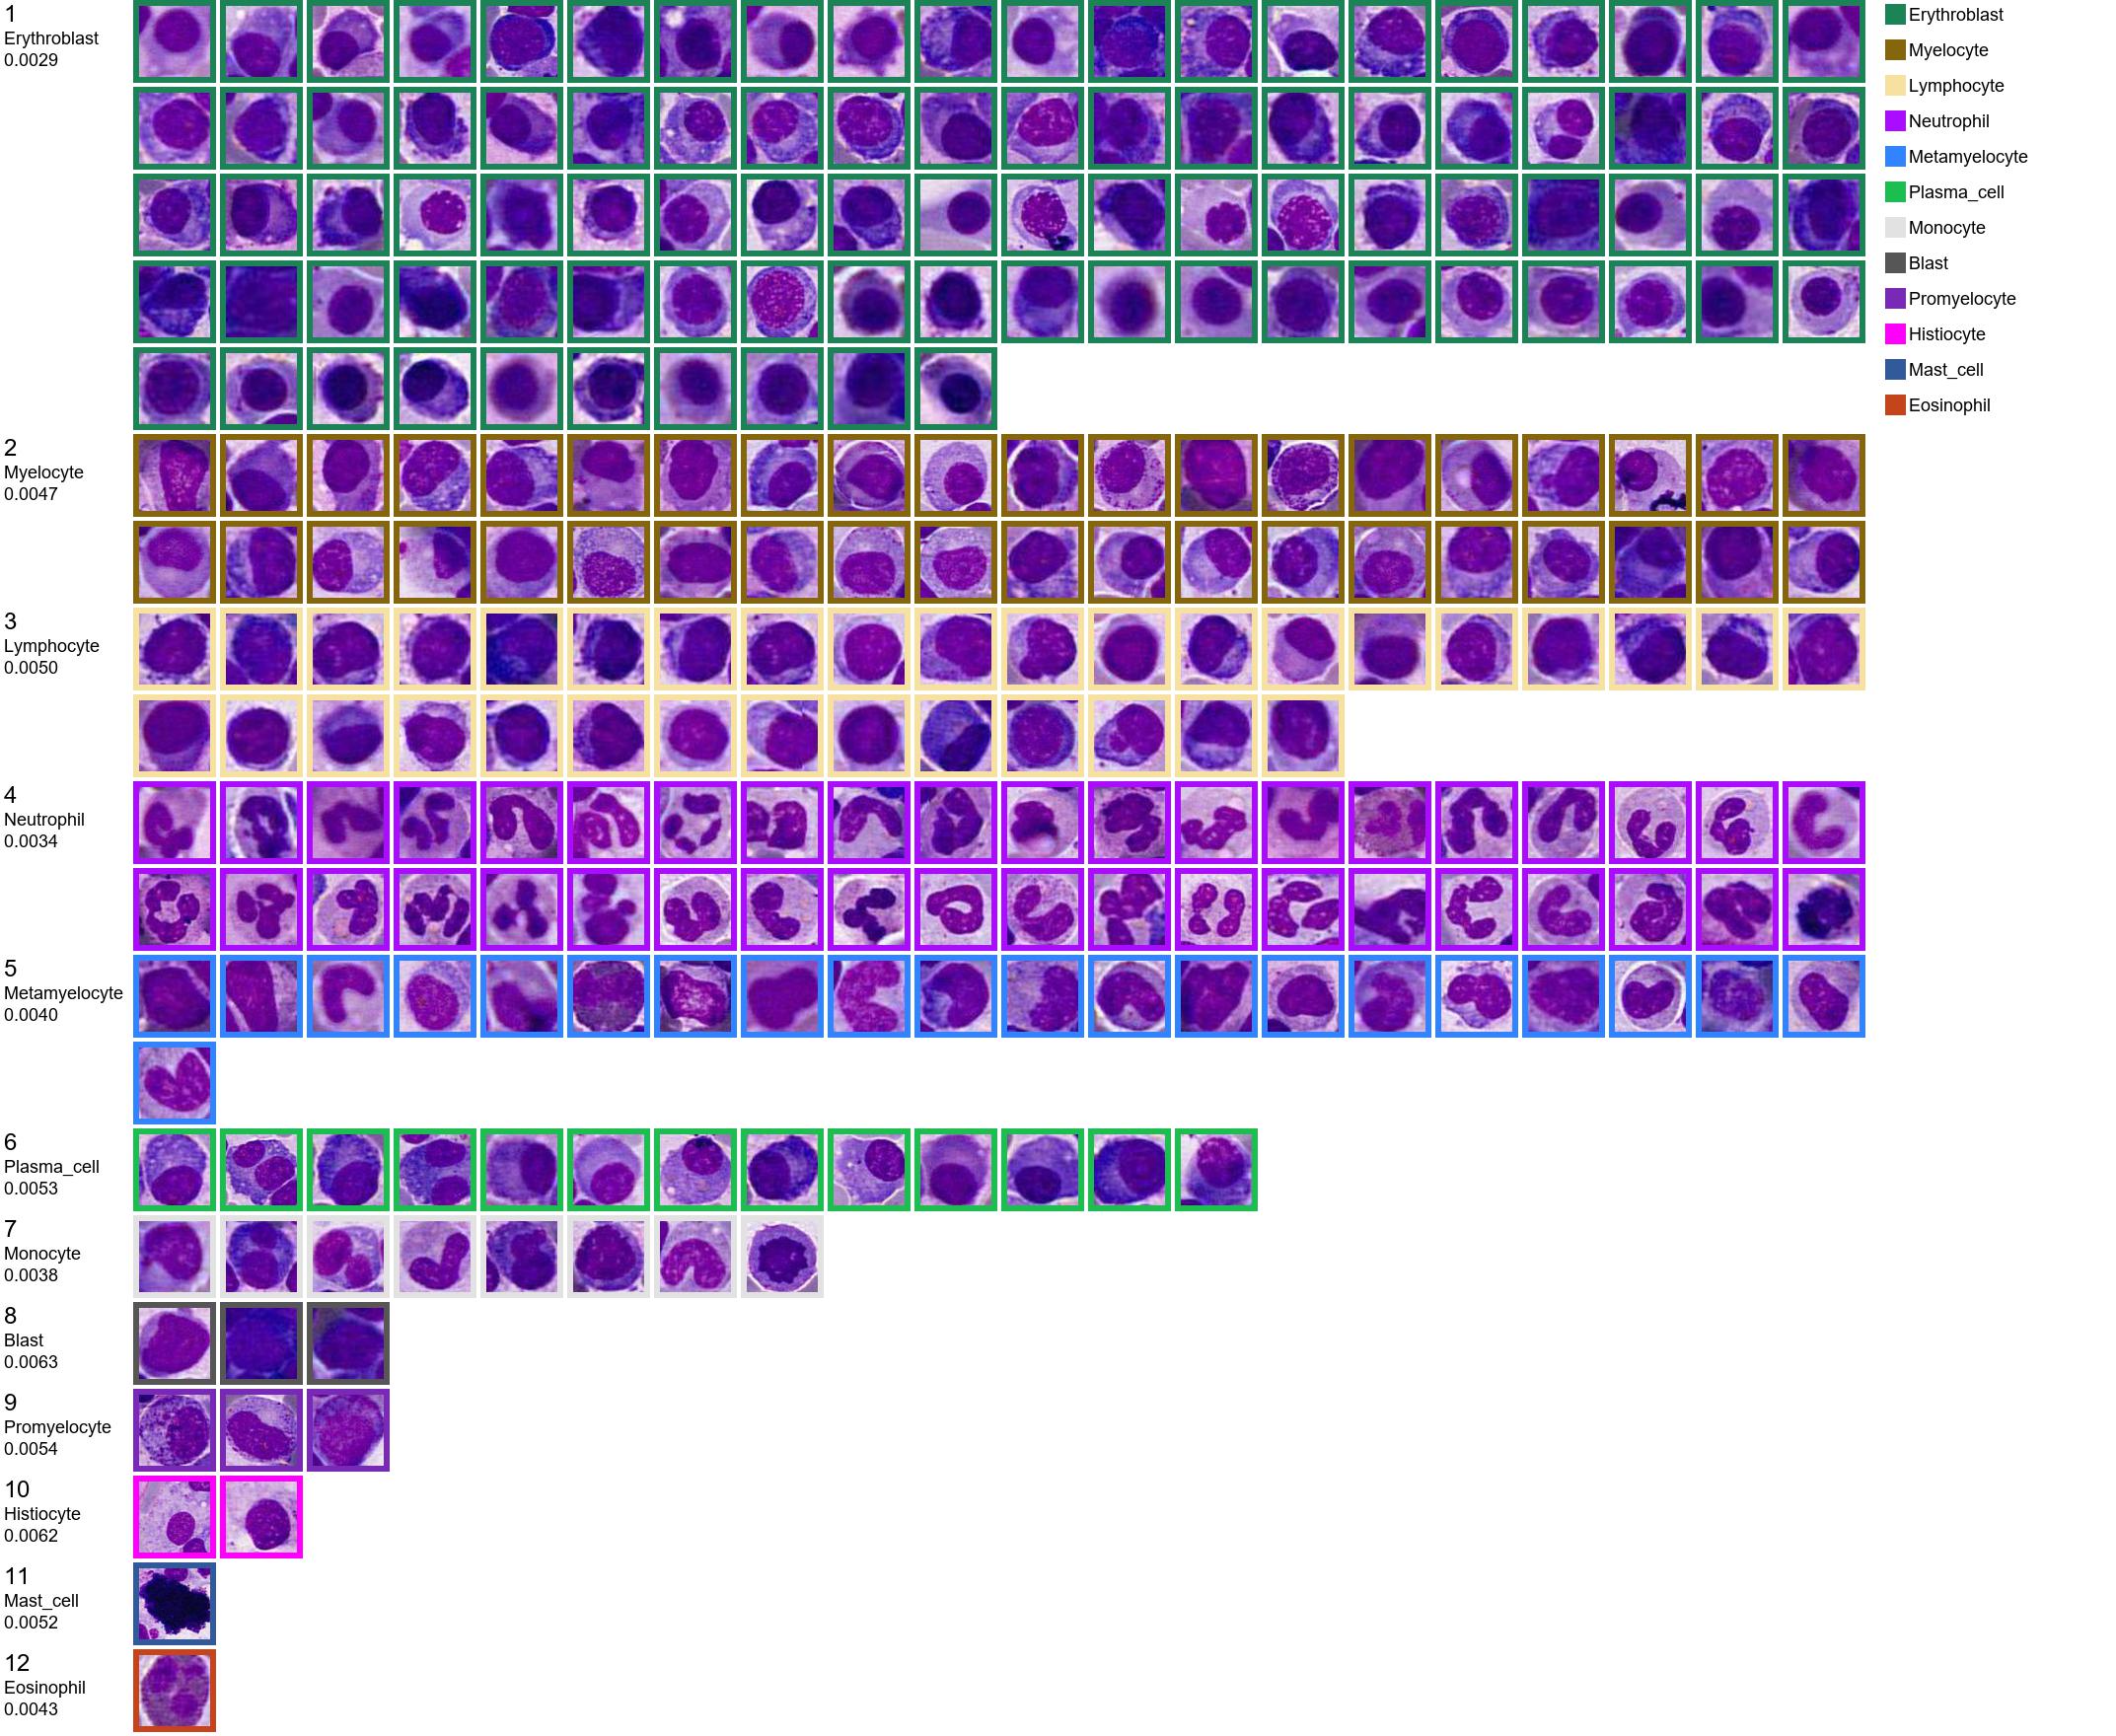 1
Erythroblast
0.0029
2
Myelocyte
0.0047
3
Lymphocyte
0.0050
4
Neutrophil
0.0034
5
Metamyelocyte
0.0040
6
Plasma_cell
0.0053
7
Monocyte
0.0038
8
Blast
0.0063
9
Promyelocyte
0.0054
10
Histiocyte
0.0062
11
Mast_cell
0.0052
12
Eosinophil
0.0043
Erythroblast
Myelocyte
Lymphocyte
Neutrophil
Metamyelocyte
Plasma_cell
Monocyte
Blast
Promyelocyte
Histiocyte
Mast_cell
Eosinophil